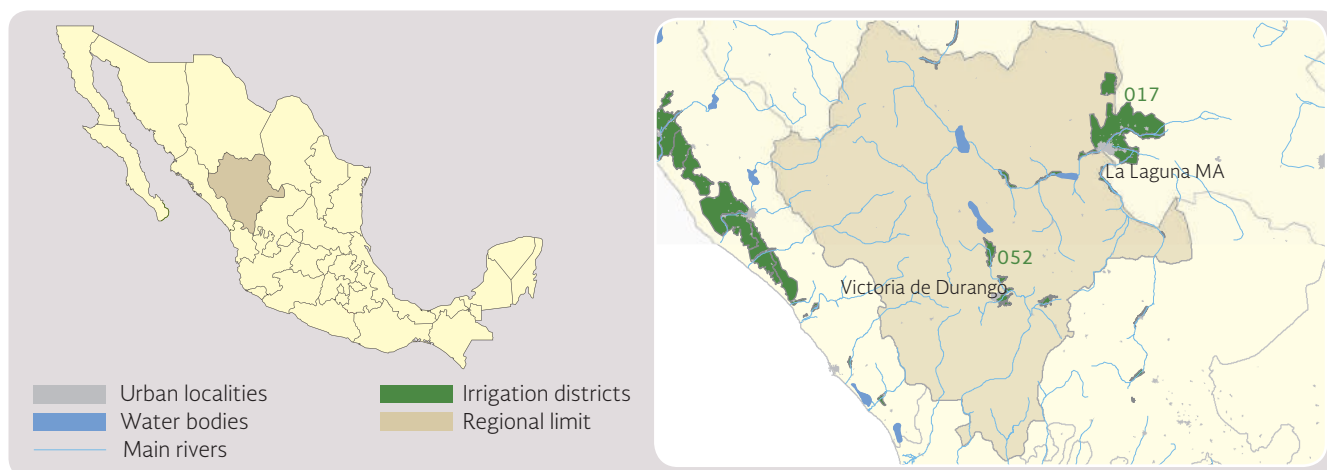 017
La Laguna MA
052
Victoria de Durango
Urban localities
Water bodies
Main rivers
Irrigation districts
Regional limit